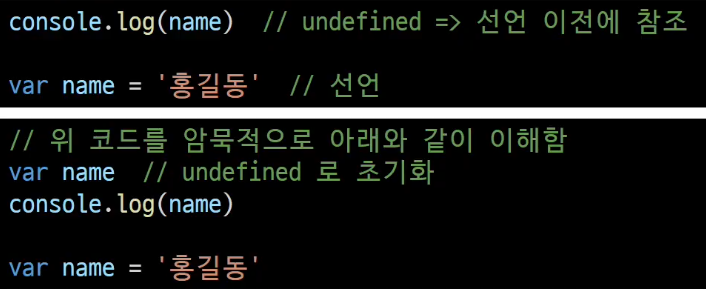 console.log(name)  // undefined => 선언 이전에 참조
var name = '홍길동'  // 선언
// 위 코드를 암묵적으로 아래와 같이 이해함
var name  // undefined 로 초기화
console.log(name)
var name = '홍길동'